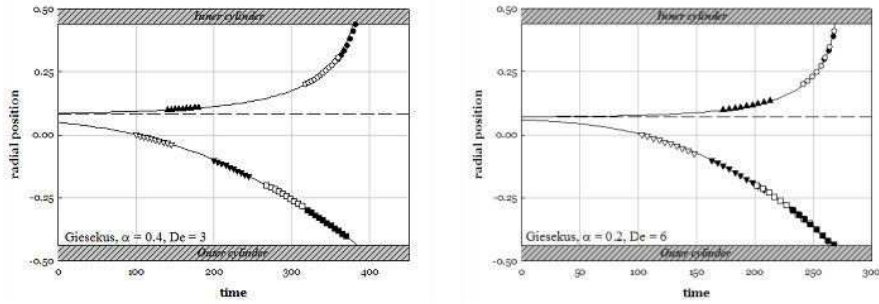 0.50
Inner cylinder
0.25
0.00
-0.25
-0.50
radial position
Giesekus, α = 0.4, De = 3
Outer cylinder
0
100
200
300
400
time
0.50
Inner cylinder
0.25
0.00
-0.25
-0.50
radial position
Giesekus, α = 0.2, De = 6
Outer cylinder
0
50
100
150
200
250
300
time